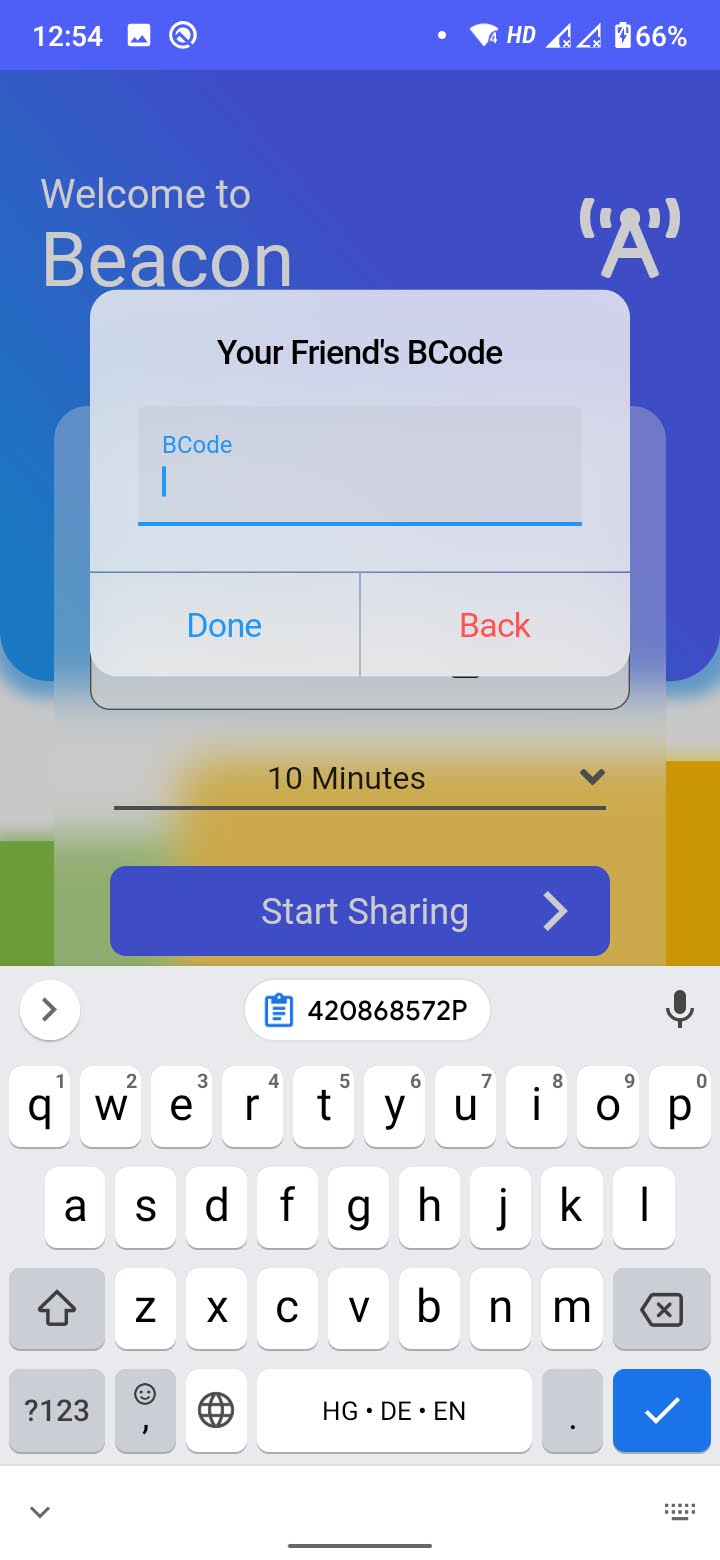 12:54 4 HD 66%
Welcome to
Beacon
Your Friend's BCode
BCode
Done Back
10 Minutes
Start Sharing
420868572P
q 1 w 2 e 3 r 4 t 5 y 6 u 7 i 8 o 9 p 0
a s d f g h j k l
z x c v b n m
?123 , HG • DE • EN .